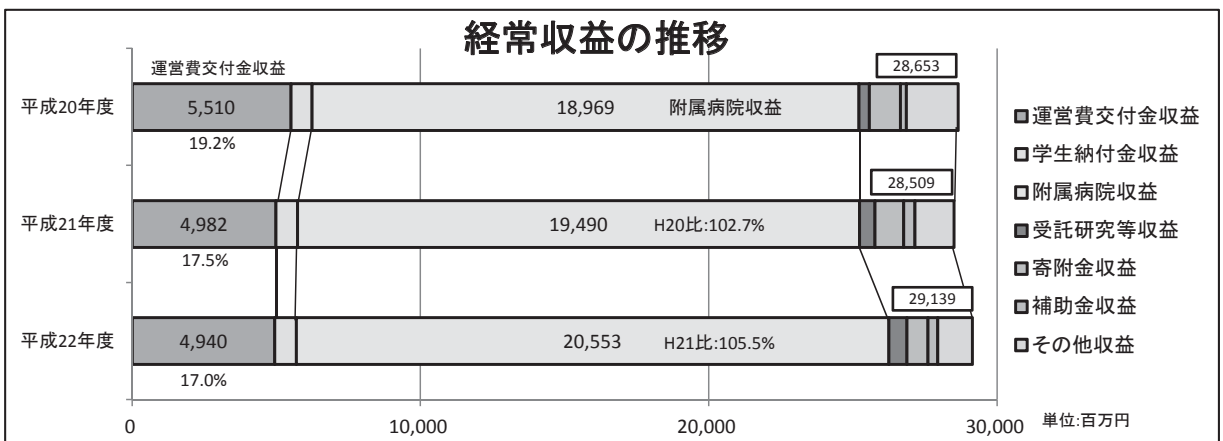 経常収益の推移
運営費交付金収益
28,653
平成20年度
5,510
18,969
附属病院収益
19.2%
28,509
平成21年度
4,982
19,490
H20比:102.7%
17.5%
29,139
平成22年度
4,940
20,553
H21比:105.5%
17.0%
0
10,000
20,000
30,000
単位:百万円
運営費交付金収益
学生納付金収益
附属病院収益
受託研究等収益
寄附金収益
補助金収益
その他収益